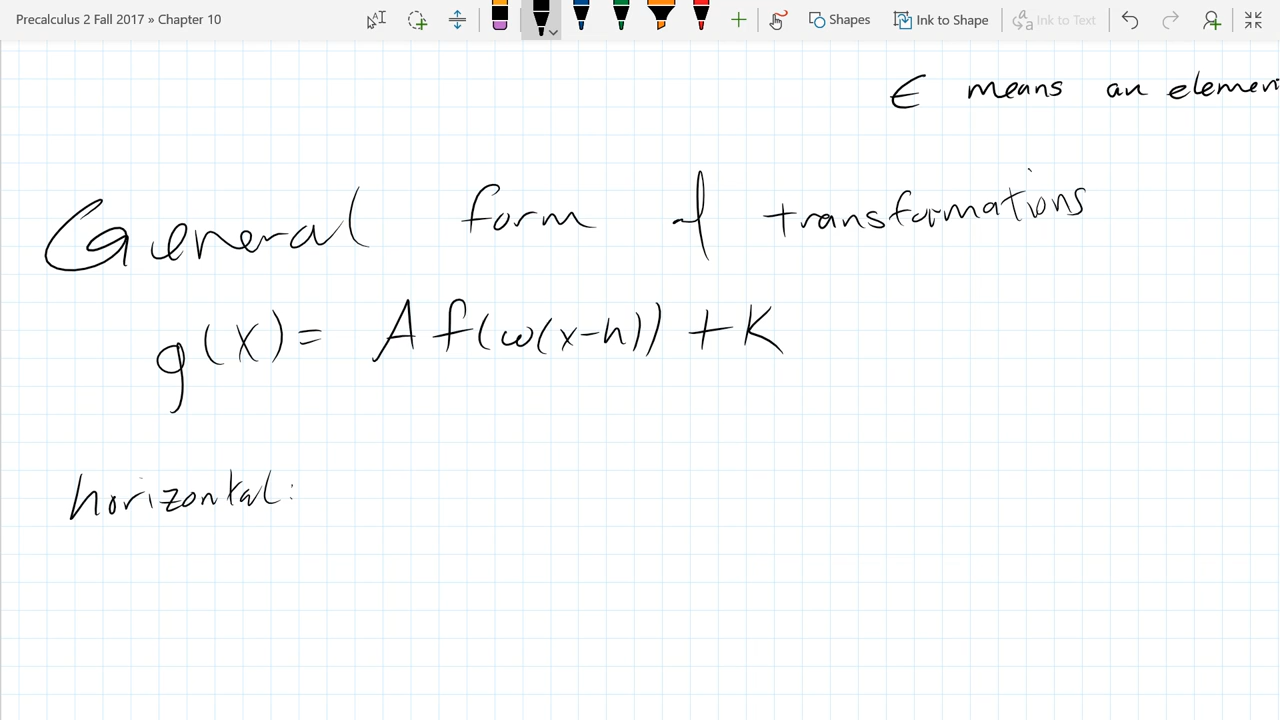 Precalculus 2 Fall 2017 » Chapter 10
Shapes
Ink to Shape
Ink to Text
∈ means an elemen
General form of transformations
g(x) = A f(ω(x-h)) + K
horizontal: